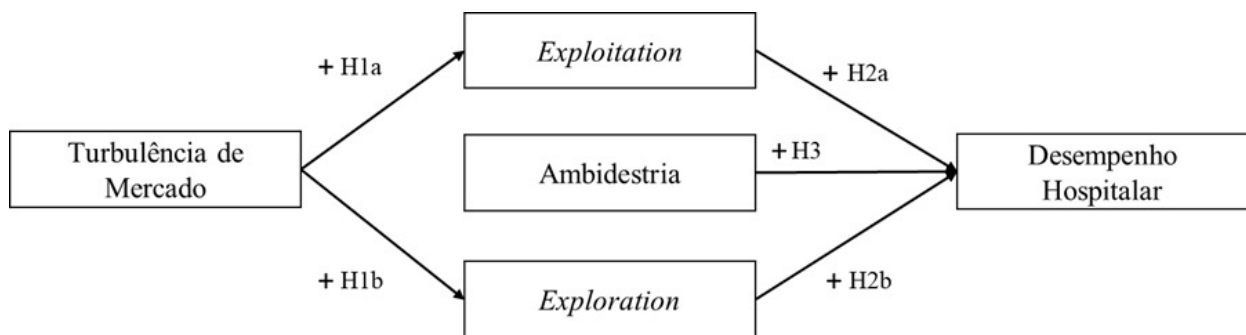 Exploitation
+ H1a
+ H2a
Turbulência de
Mercado
Ambidestria
+ H3
Desempenho
Hospitalar
+ H1b
Exploration
+ H2b